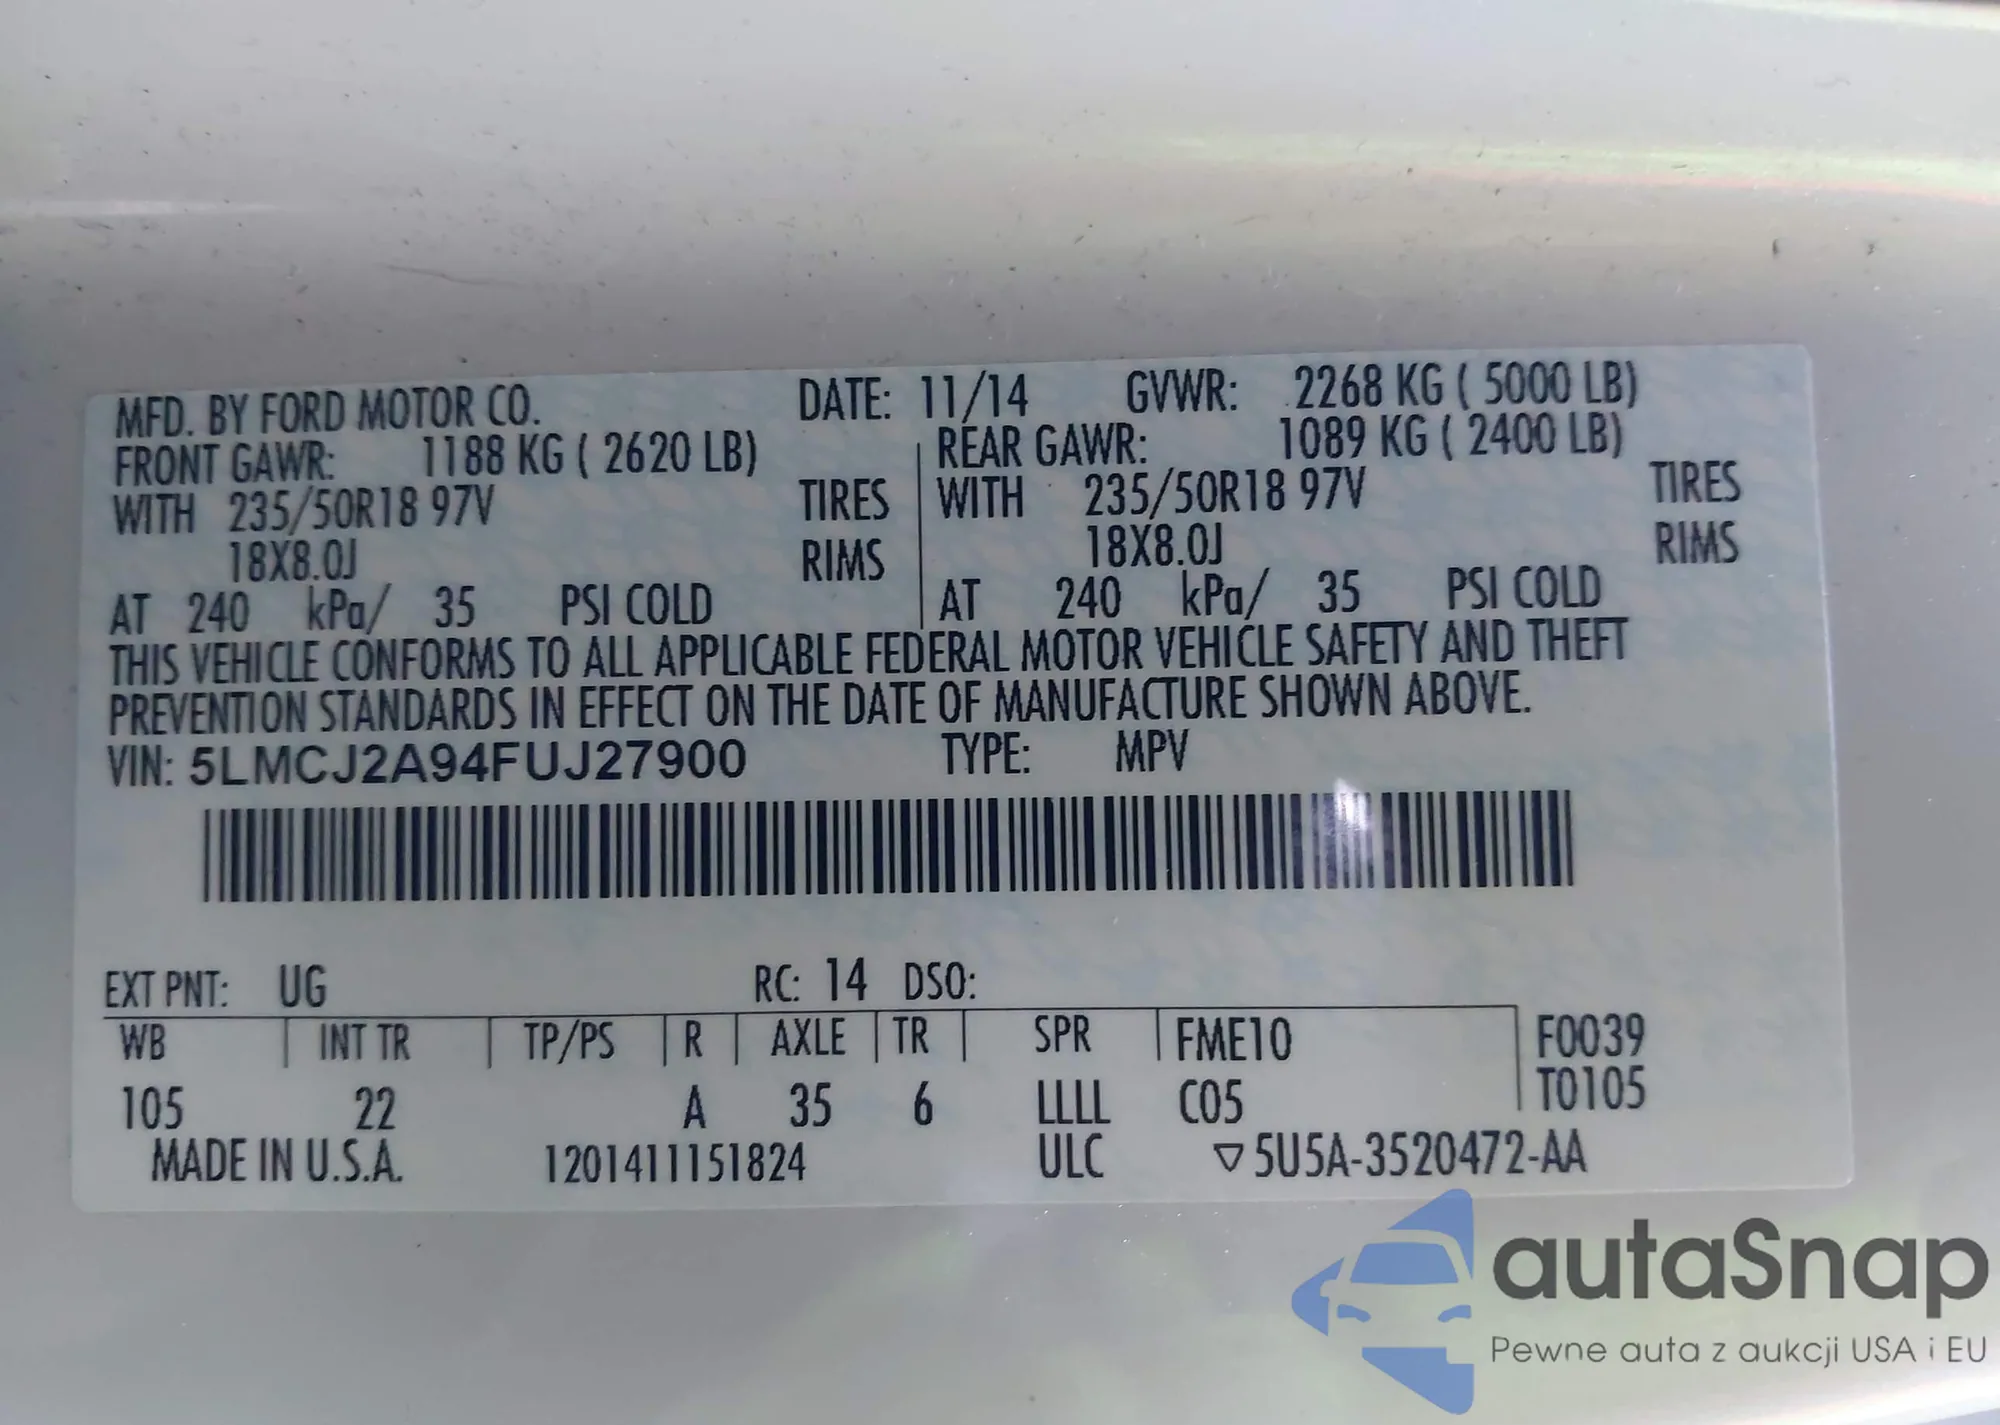 MFD. BY FORD MOTOR CO. DATE: 11/14 GVWR: 2268 KG ( 5000 LB)
FRONT GAWR: 1188 KG ( 2620 LB) REAR GAWR: 1089 KG ( 2400 LB)
WITH 235/50R18 97V TIRES WITH 235/50R18 97V TIRES
18X8.0J RIMS 18X8.0J RIMS
AT 240 kPa/ 35 PSI COLD AT 240 kPa/ 35 PSI COLD
THIS VEHICLE CONFORMS TO ALL APPLICABLE FEDERAL MOTOR VEHICLE SAFETY AND THEFT
PREVENTION STANDARDS IN EFFECT ON THE DATE OF MANUFACTURE SHOWN ABOVE.
VIN: 5LMCJ2A94FUJ27900 TYPE: MPV
EXT PNT: UG RC: 14 DSO:
WB INT TR TP/PS R AXLE TR SPR FME10 F0039
105 22 A 35 6 LLLL C05 T0105
MADE IN U.S.A. 1201411151824 ULC ▽5U5A-3520472-AA
autaSnap
Pewne auta z aukcji USA i EU